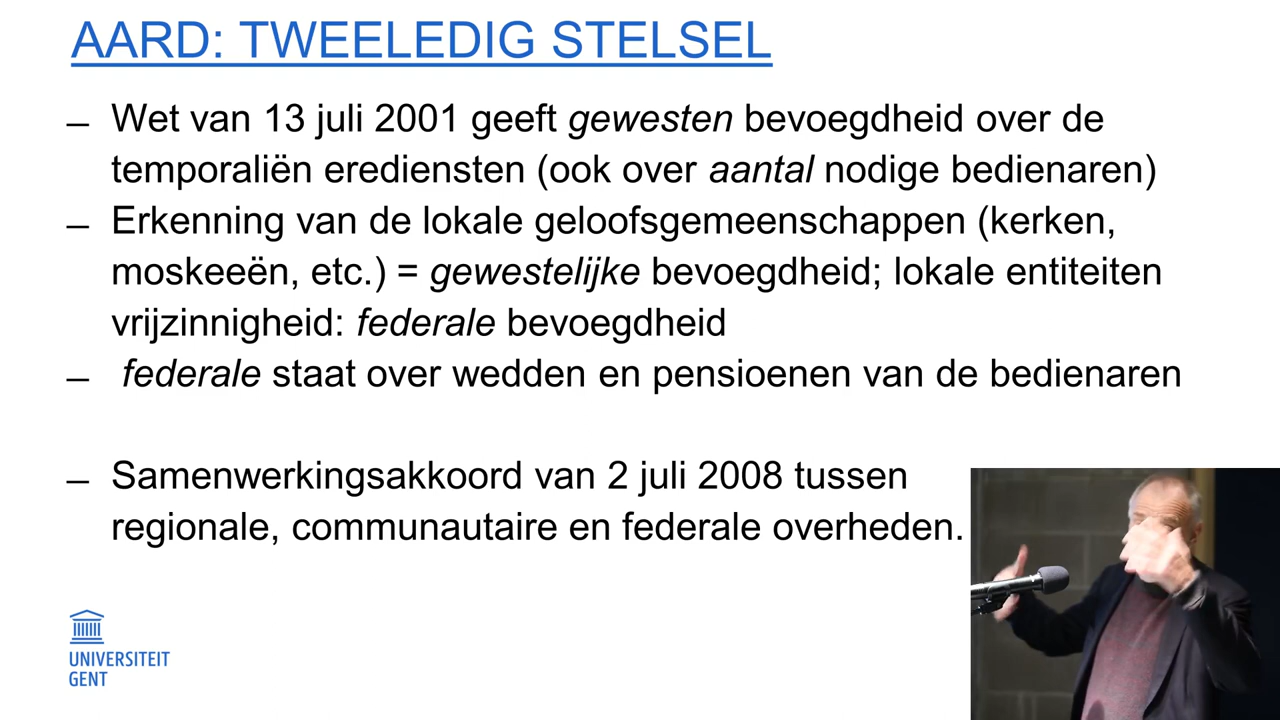 AARD: TWEELEDIG STELSEL
– Wet van 13 juli 2001 geeft gewesten bevoegdheid over de
temporaliën erediensten (ook over aantal nodige bedienaren)
– Erkenning van de lokale geloofsgemeenschappen (kerken,
moskeeën, etc.) = gewestelijke bevoegdheid; lokale entiteiten
vrijzinnigheid: federale bevoegdheid
– federale staat over wedden en pensioenen van de bedienaren
– Samenwerkingsakkoord van 2 juli 2008 tussen
regionale, communautaire en federale overheden.
UNIVERSITEIT
GENT